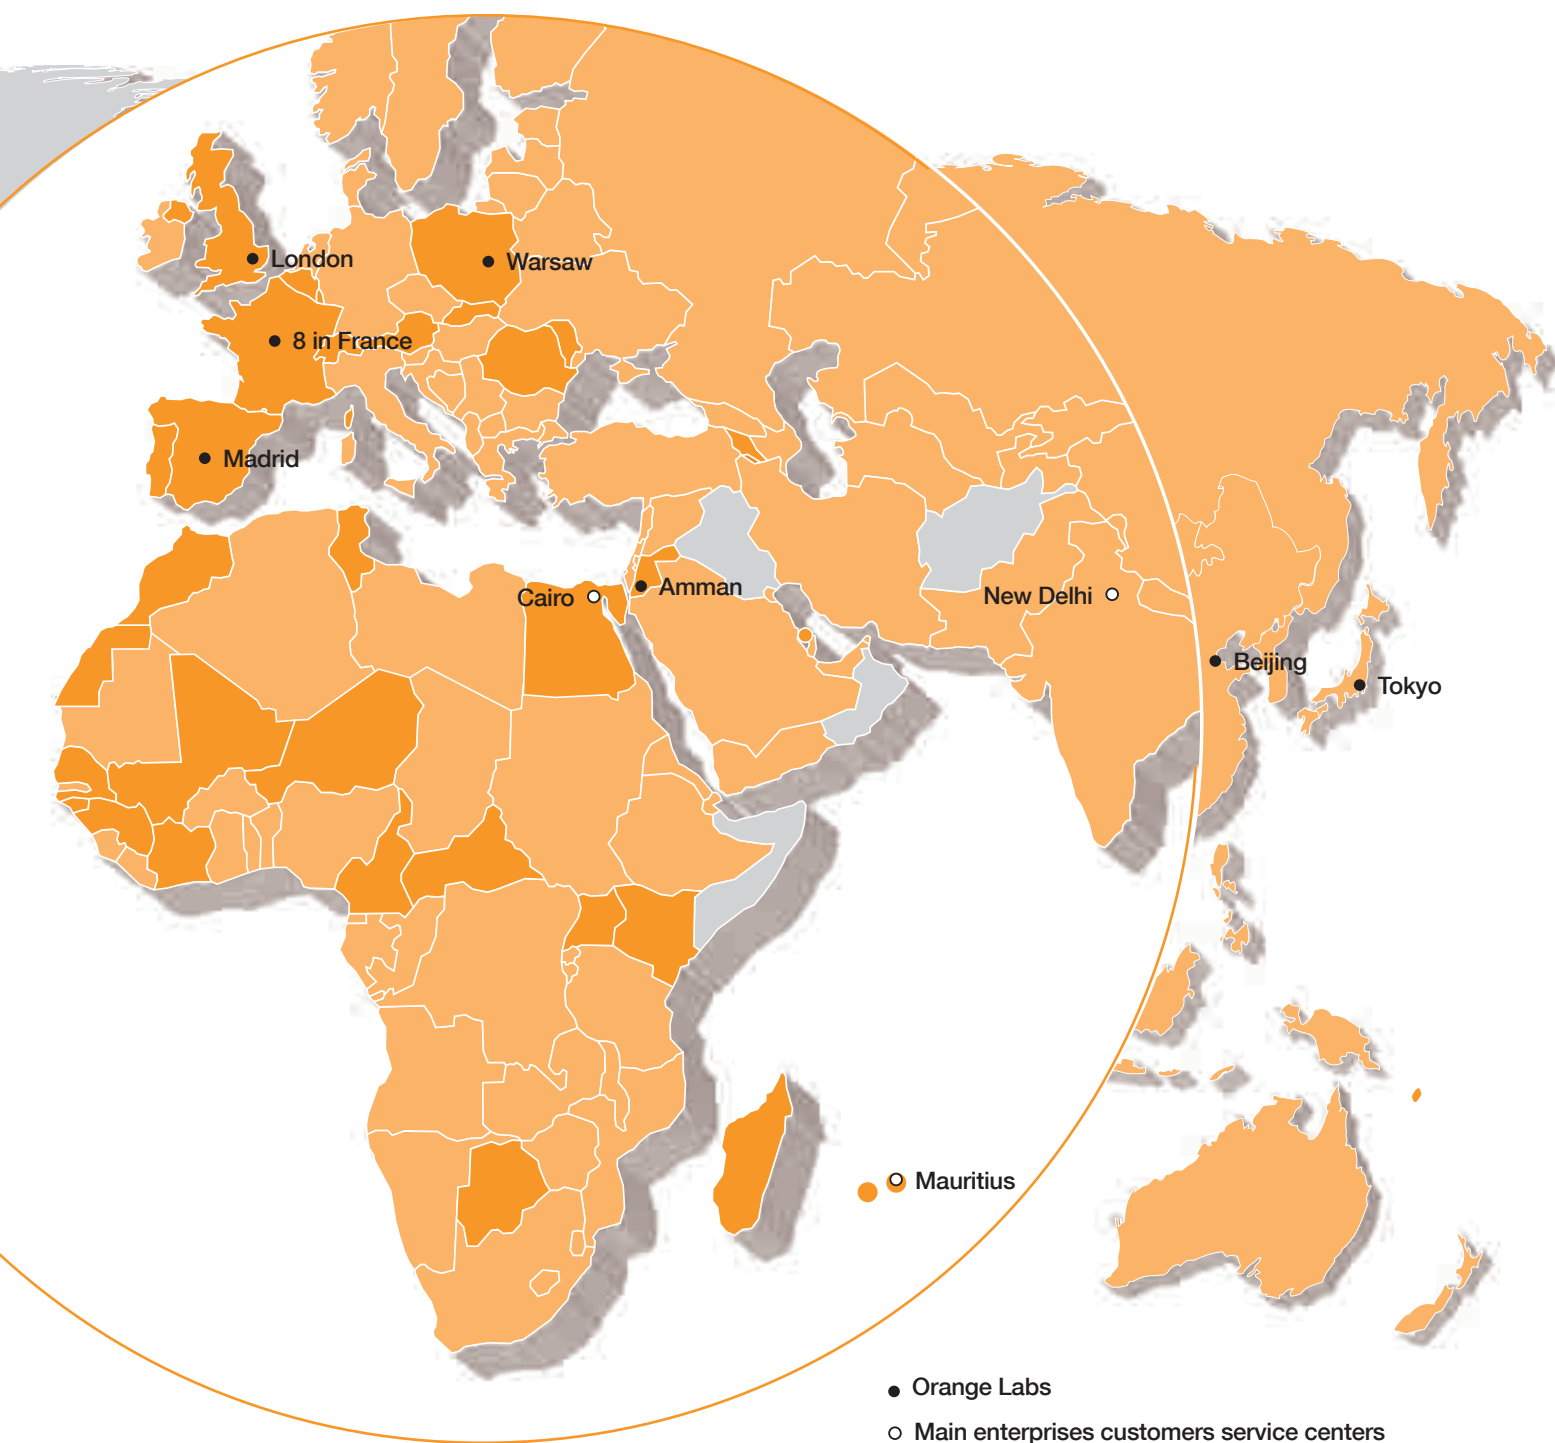 London
Warsaw
8 in France
Madrid
Cairo
Amman
New Delhi
Beijing
Tokyo
Mauritius
Orange Labs
Main enterprises customers service centers